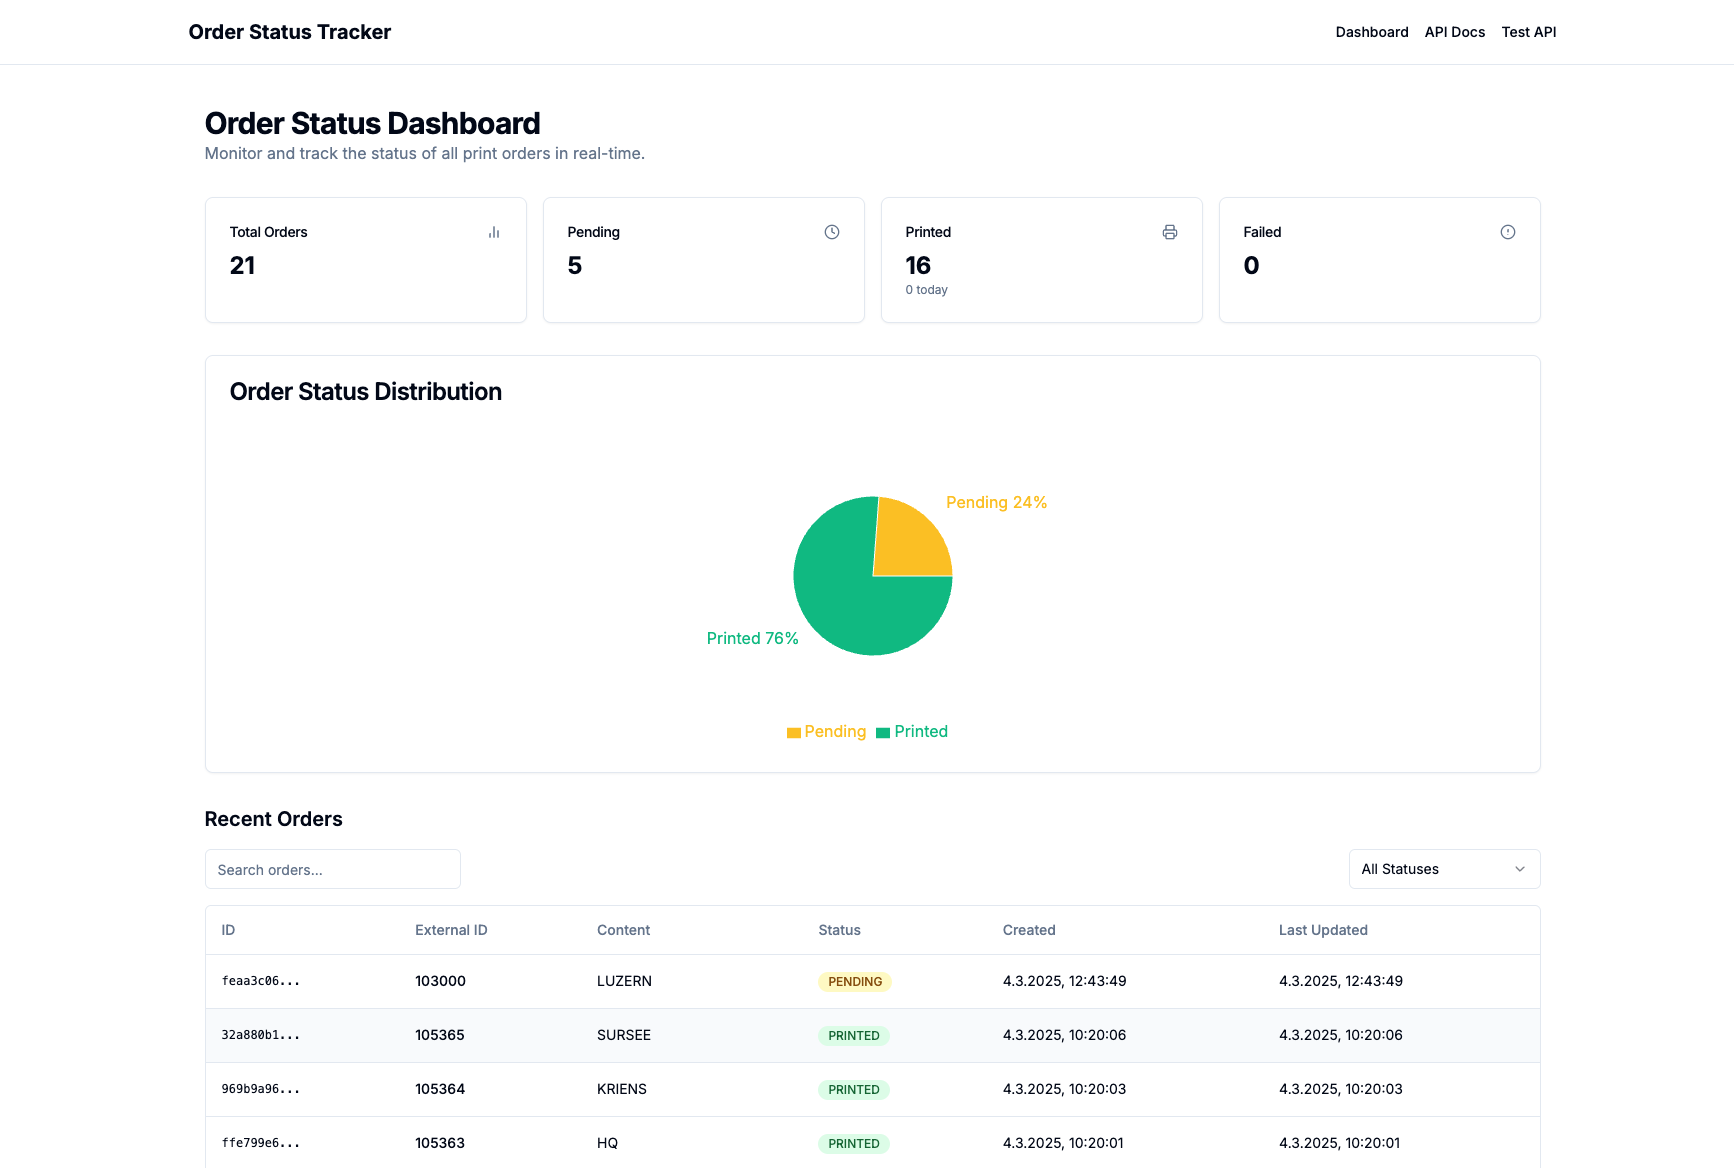 Order Status Tracker
Dashboard API Docs Test API
Order Status Dashboard
Monitor and track the status of all print orders in real-time.
Total Orders
21
Pending
5
Printed
16
0 today
Failed
0
Order Status Distribution
Pending 24%
Printed 76%
Pending Printed
Recent Orders
Search orders...
All Statuses
ID External ID Content Status Created Last Updated
feaa3c06... 103000 LUZERN PENDING 4.3.2025, 12:43:49 4.3.2025, 12:43:49
32a880b1... 105365 SURSEE PRINTED 4.3.2025, 10:20:06 4.3.2025, 10:20:06
969b9a96... 105364 KRIENS PRINTED 4.3.2025, 10:20:03 4.3.2025, 10:20:03
ffe799e6... 105363 HQ PRINTED 4.3.2025, 10:20:01 4.3.2025, 10:20:01